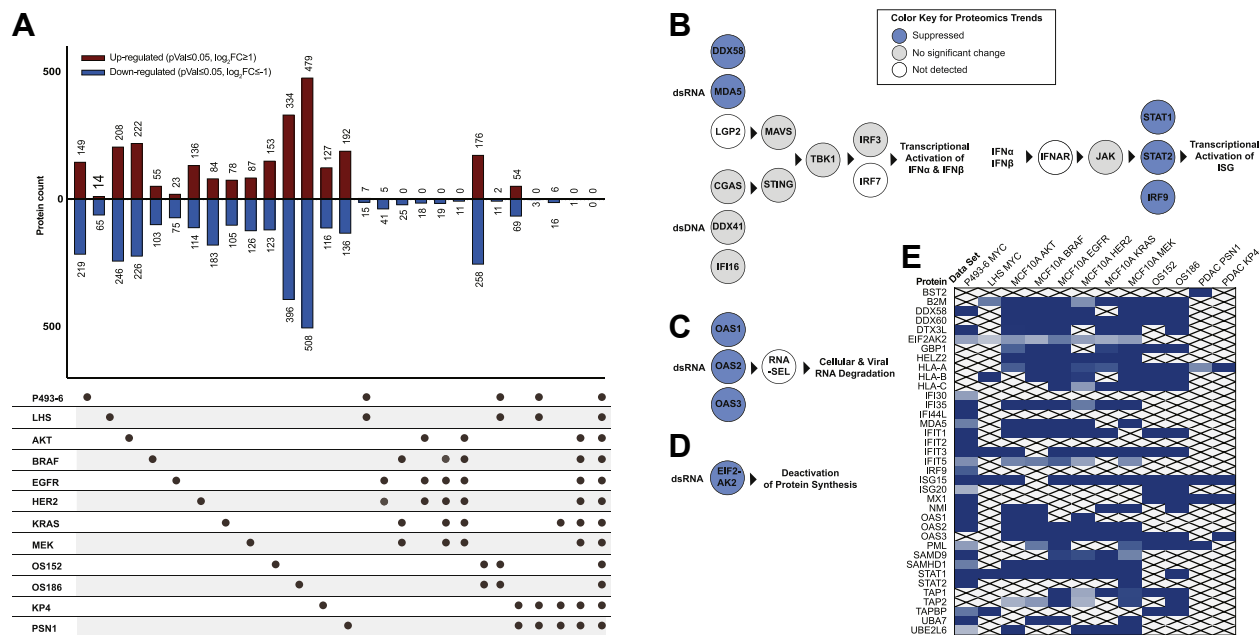 A
Up-regulated (pVal≤0.05, log2FC≥1)
Down-regulated (pVal≤0.05, log2FC≤-1)
Protein count
500
0
500
149 14 208 222 55 23 136 84 78 87 153 334 479 127 192 7 5 0 0 0 0 176 2 54 0 0 0 0
219 65 246 226 103 75 114 183 105 126 123 396 508 116 136 15 41 25 18 19 11 258 11 69 3 16 1 0
P493-6
LHS
AKT
BRAF
EGFR
HER2
KRAS
MEK
OS152
OS186
KP4
PSN1
B
Color Key for Proteomics Trends
Suppressed
No significant change
Not detected
DDX58
dsRNA
MDA5
LGP2
MAVS
CGAS
STING
dsDNA
DDX41
IFI16
TBK1
IRF3
IRF7
Transcriptional
Activation of
IFNα & IFNβ
IFNα
IFNβ
IFNAR
JAK
STAT1
STAT2
IRF9
Transcriptional
Activation of
ISG
C
OAS1
dsRNA
OAS2
OAS3
RNA
-SEL
Cellular & Viral
RNA Degradation
D
dsRNA
EIF2-
AK2
Deactivation
of Protein Synthesis
E
Protein
Data Set
P493-6 MYC
LHS MYC
MCF10A AKT
MCF10A BRAF
MCF10A EGFR
MCF10A HER2
MCF10A KRAS
MCF10A MEK
OS152
OS186
PDAC PSN1
PDAC KP4
BST2
B2M
DDX58
DDX60
DTX3L
EIF2AK2
GBP1
HELZ2
HLA-A
HLA-B
HLA-C
IFI30
IFI35
IFI44L
MDA5
IFIT1
IFIT2
IFIT3
IFIT5
IRF9
ISG15
ISG20
MX1
NMI
OAS1
OAS2
OAS3
PML
SAMD9
SAMHD1
STAT1
STAT2
TAP1
TAP2
TAPBP
UBA7
UBE2L6